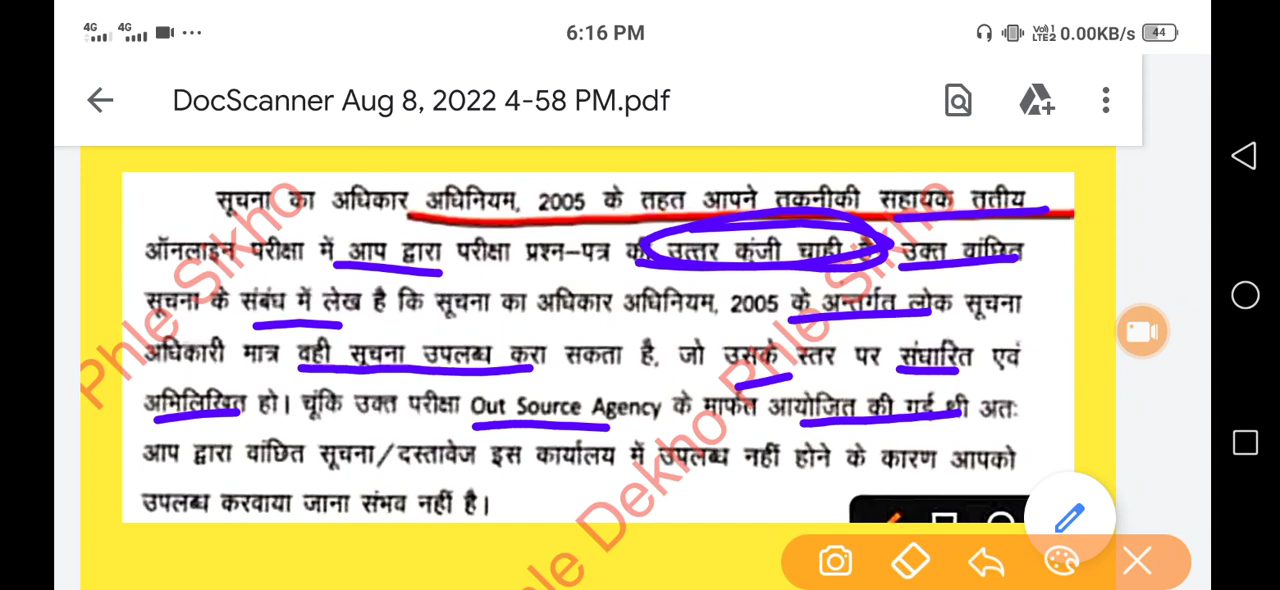 4G 4G ... 6:16 PM Vo)) 1 LTE2 0.00KB/s 44
DocScanner Aug 8, 2022 4-58 PM.pdf
सूचना का अधिकार अधिनियम, 2005 के तहत आपने तकनीकी सहायक तृतीय
ऑनलाइन परीक्षा में आप द्वारा परीक्षा प्रश्न-पत्र की उत्तर कुंजी चाही है उक्त वांछित
सूचना के संबंध में लेख है कि सूचना का अधिकार अधिनियम, 2005 के अन्तर्गत लोक सूचना
अधिकारी मात्र वही सूचना उपलब्ध करा सकता है, जो उसके स्तर पर संधारित एवं
अभिलिखित हो। चूंकि उक्त परीक्षा Out Source Agency के मार्फत आयोजित की गई थी अतः
आप द्वारा वांछित सूचना/दस्तावेज इस कार्यालय में उपलब्ध नहीं होने के कारण आपको
उपलब्ध करवाया जाना संभव नहीं है।
Phle Sikho
Phle Dekho Phle Sikho